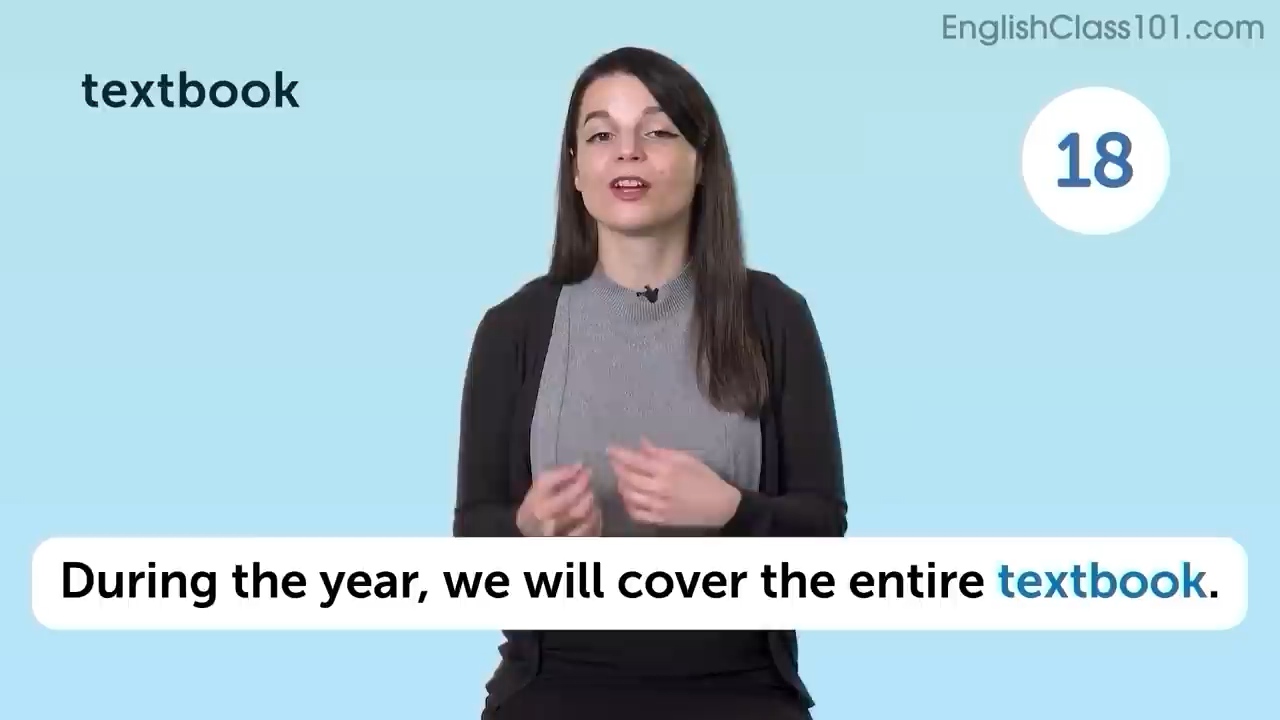 EnglishClass101.com
textbook
18
During the year, we will cover the entire textbook.